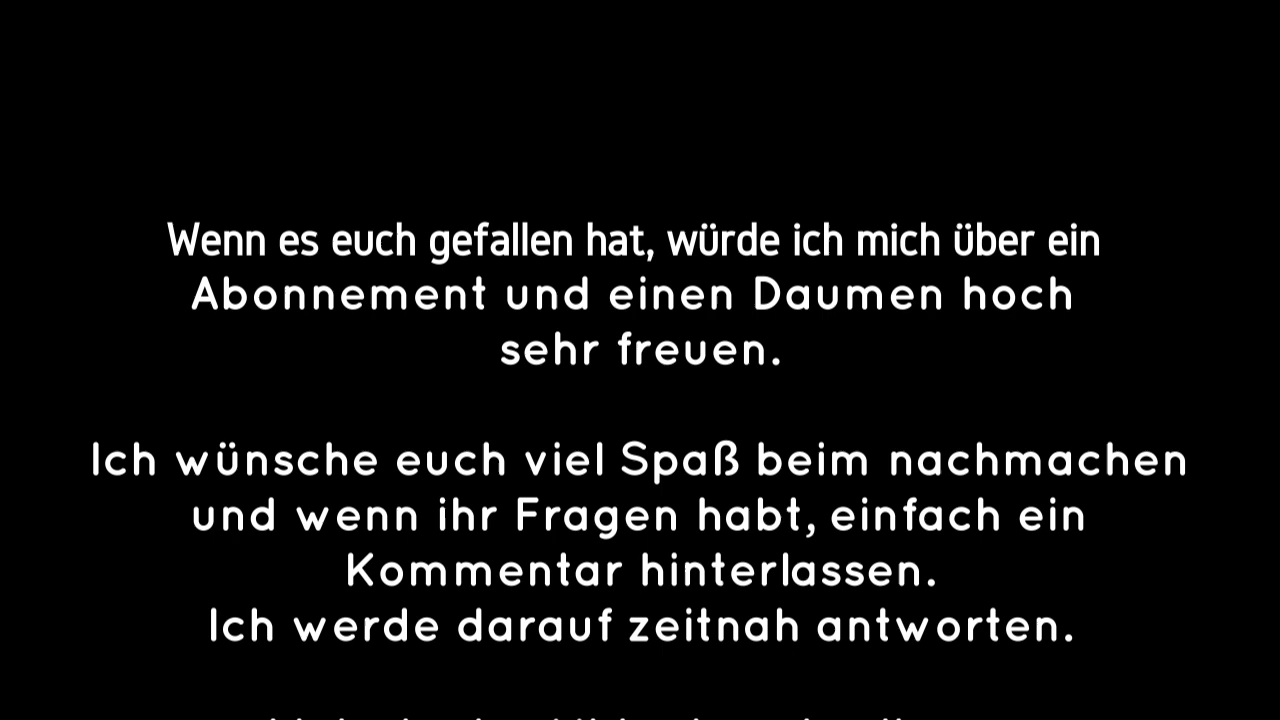 Wenn es euch gefallen hat, würde ich mich über ein
Abonnement und einen Daumen hoch
sehr freuen.
Ich wünsche euch viel Spaß beim nachmachen
und wenn ihr Fragen habt, einfach ein
Kommentar hinterlassen.
Ich werde darauf zeitnah antworten.